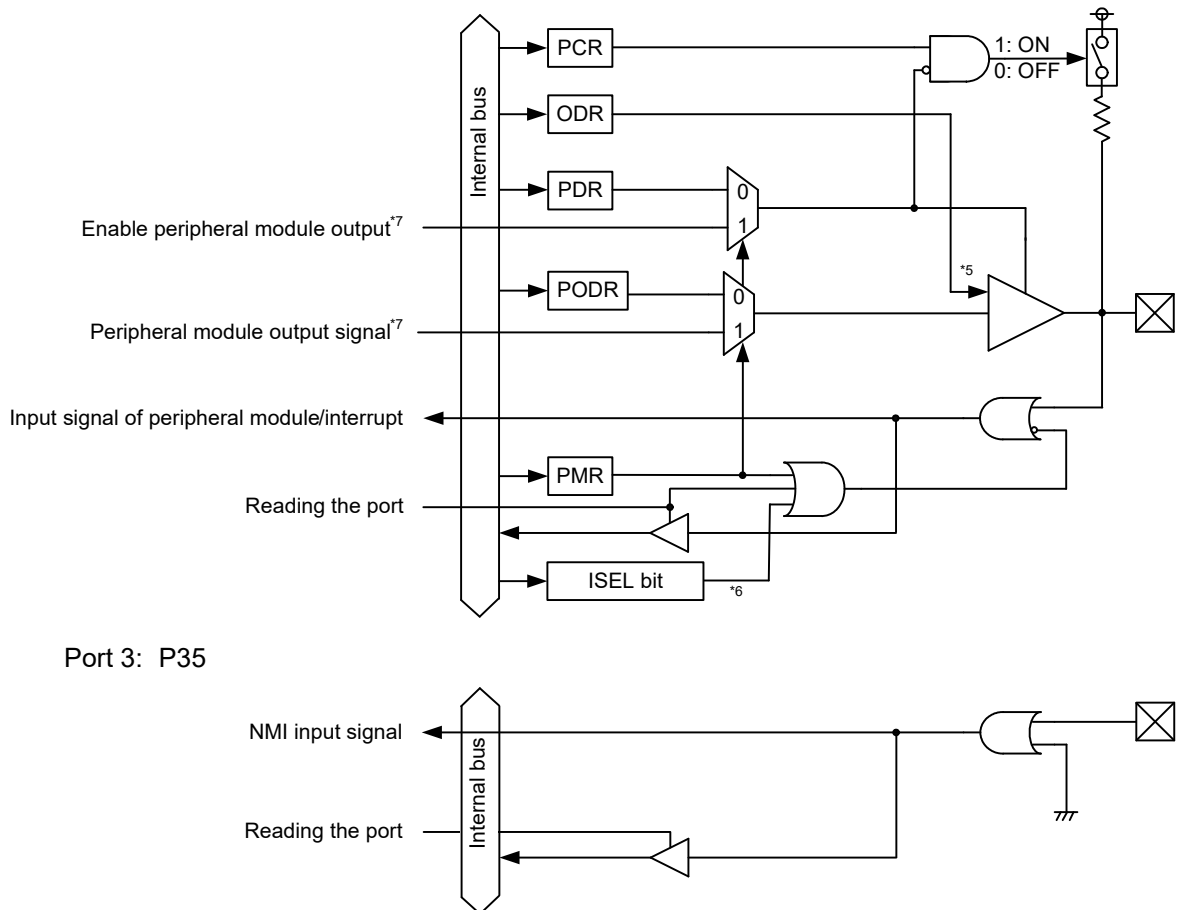 PCR
1: ON
0: OFF
ODR
Internal bus
PDR
0
1
Enable peripheral module output*7
PODR
0
1
*5
Peripheral module output signal*7
Input signal of peripheral module/interrupt
PMR
Reading the port
ISEL bit
*6
Port 3: P35
NMI input signal
Internal bus
Reading the port